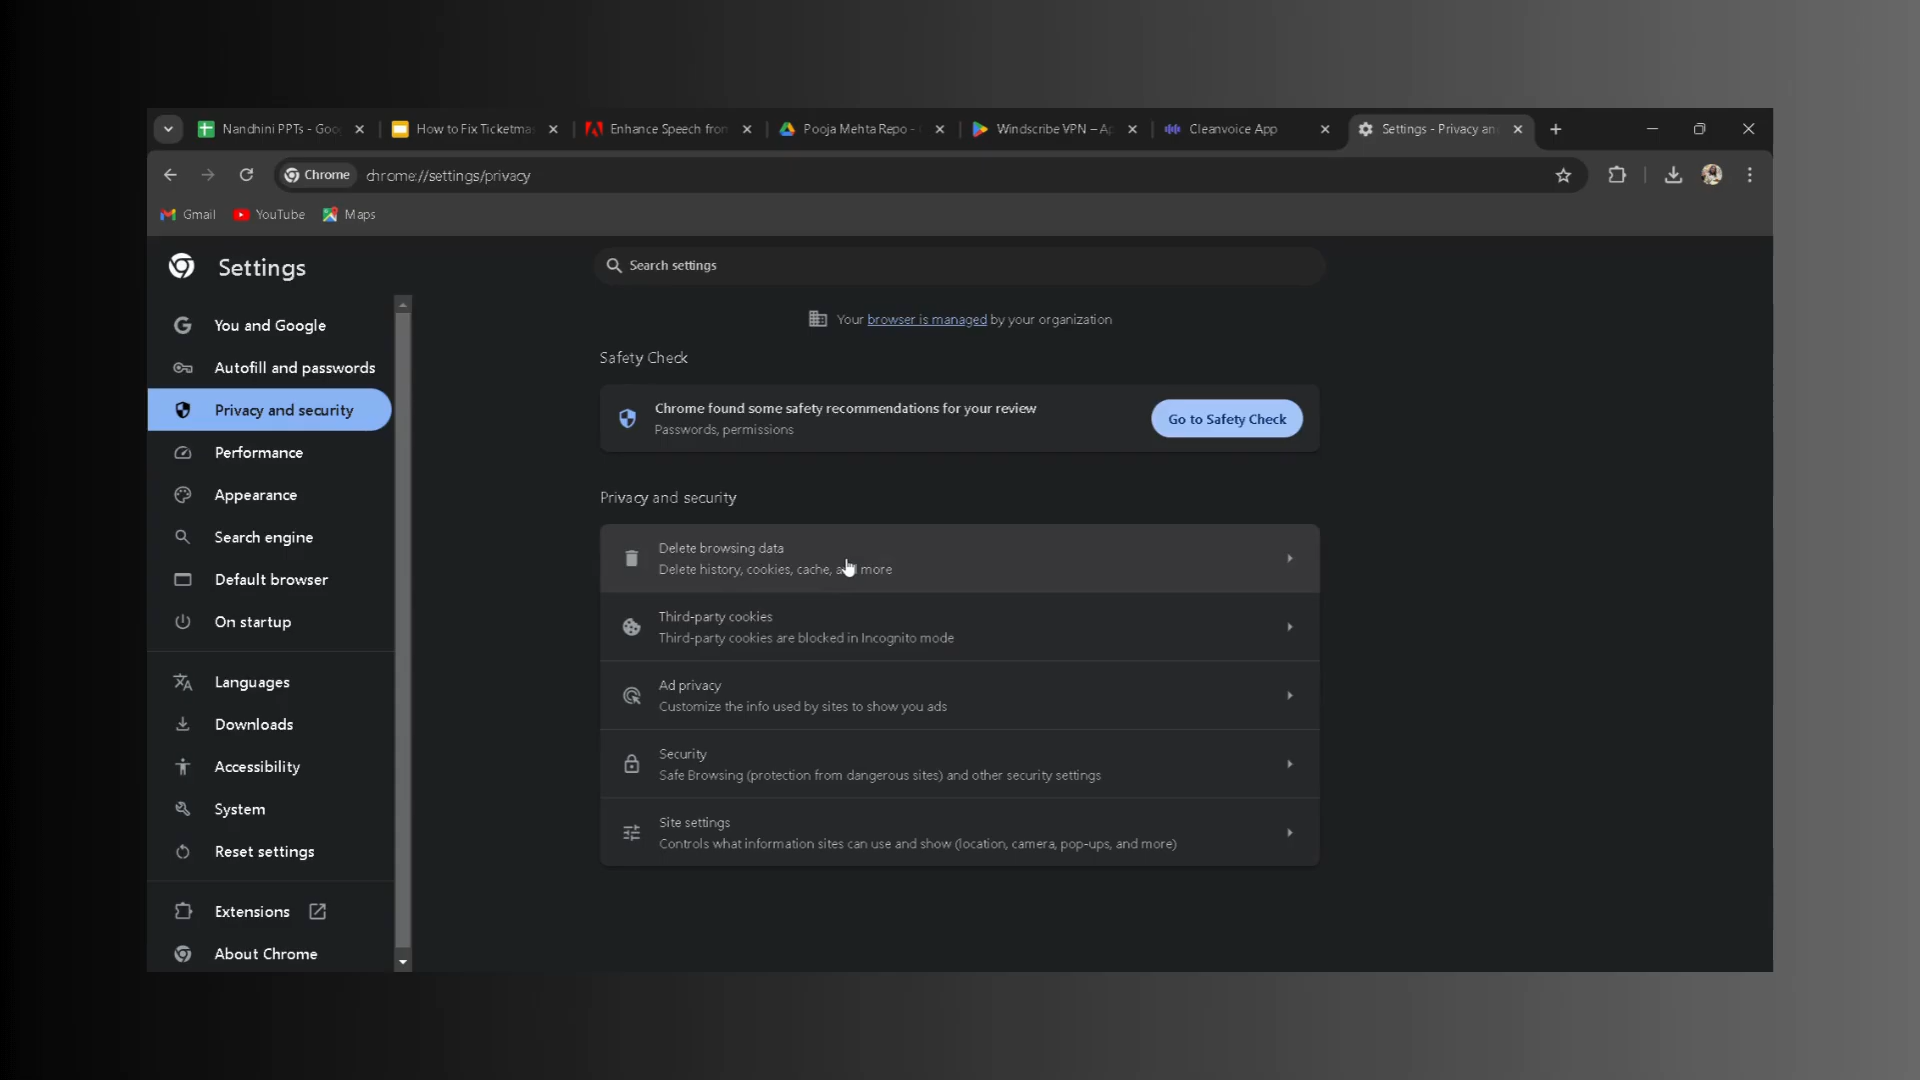 Nandhini PPTs - Goo
How to Fix Ticketmas
Enhance Speech from
Pooja Mehta Repo -
Windscribe VPN – Ap
Cleanvoice App
Settings - Privacy an
Chrome
chrome://settings/privacy
Gmail
YouTube
Maps
Settings
Search settings
Your browser is managed by your organization
You and Google
Autofill and passwords
Privacy and security
Performance
Appearance
Search engine
Default browser
On startup
Languages
Downloads
Accessibility
System
Reset settings
Extensions
About Chrome
Safety Check
Chrome found some safety recommendations for your review
Passwords, permissions
Go to Safety Check
Privacy and security
Delete browsing data
Delete history, cookies, cache, and more
Third-party cookies
Third-party cookies are blocked in Incognito mode
Ad privacy
Customize the info used by sites to show you ads
Security
Safe Browsing (protection from dangerous sites) and other security settings
Site settings
Controls what information sites can use and show (location, camera, pop-ups, and more)